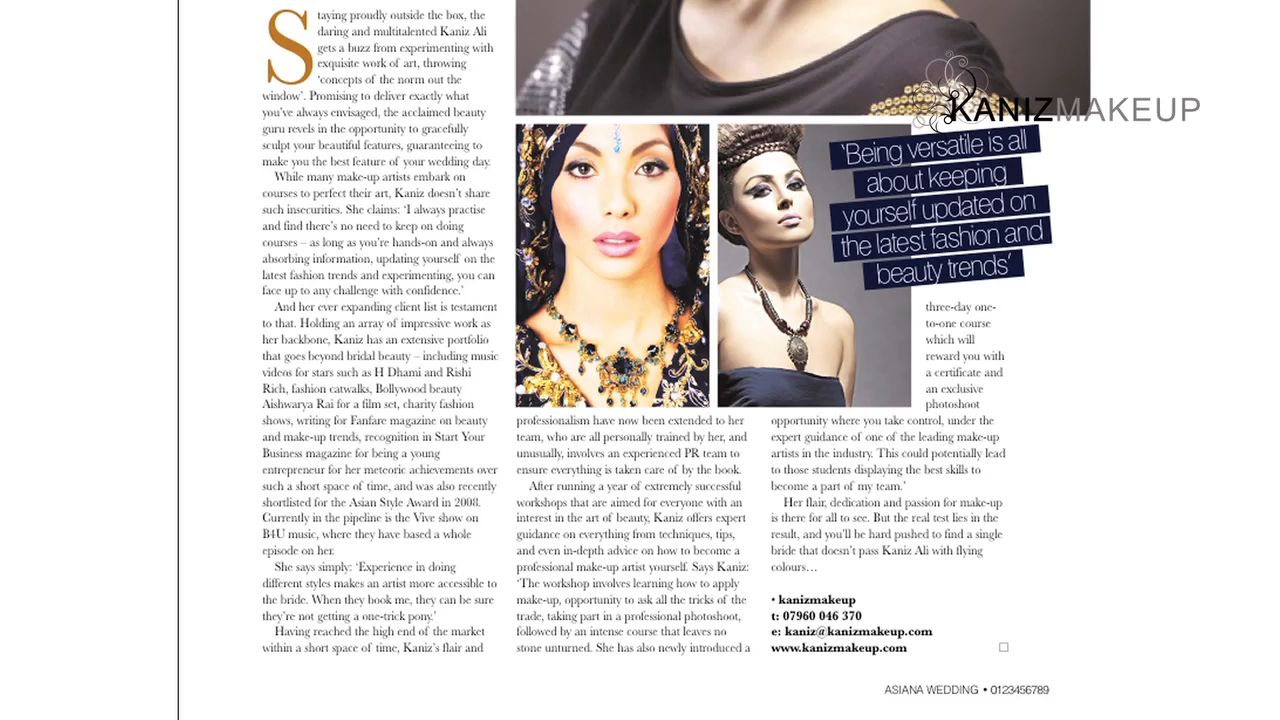 Staying proudly outside the box, the
daring and multitalented Kaniz Ali
gets a buzz from experimenting with
exquisite work of art, throwing
‘concepts of the norm out the
window’. Promising to deliver exactly what
you’ve always envisaged, the acclaimed beauty
guru revels in the opportunity to gracefully
sculpt your beautiful features, guaranteeing to
make you the best feature of your wedding day.
While many make-up artists embark on
courses to perfect their art, Kaniz doesn’t share
such insecurities. She claims: ‘I always practise
and find there’s no need to keep on doing
courses – as long as you’re hands-on and always
absorbing information, updating yourself on the
latest fashion trends and experimenting, you can
face up to any challenge with confidence.’
And her ever expanding client list is testament
to that. Holding an array of impressive work as
her backbone, Kaniz has an extensive portfolio
that goes beyond bridal beauty – including music
videos for stars such as H Dhami and Rishi
Rich, fashion catwalks, Bollywood beauty
Aishwarya Rai for a film set, charity fashion
shows, writing for Fanfare magazine on beauty
and make-up trends, recognition in Start Your
Business magazine for being a young
entrepreneur for her meteoric achievements over
such a short space of time, and was also recently
shortlisted for the Asian Style Award in 2008.
Currently in the pipeline is the Vive show on
B4U music, where they have based a whole
episode on her.
She says simply: ‘Experience in doing
different styles makes an artist more accessible to
the bride. When they book me, they can be sure
they’re not getting a one-trick pony.’
Having reached the high end of the market
within a short space of time, Kaniz’s flair and
KANIZMAKEUP
‘Being versatile is all
about keeping
yourself updated on
the latest fashion and
beauty trends‘
professionalism have now been extended to her
team, who are all personally trained by her, and
unusually, involves an experienced PR team to
ensure everything is taken care of by the book.
After running a year of extremely successful
workshops that are aimed for everyone with an
interest in the art of beauty, Kaniz offers expert
guidance on everything from techniques, tips,
and even in-depth advice on how to become a
professional make-up artist yourself. Says Kaniz:
‘The workshop involves learning how to apply
make-up, opportunity to ask all the tricks of the
trade, taking part in a professional photoshoot,
followed by an intense course that leaves no
stone unturned. She has also newly introduced a
three-day one-
to-one course
which will
reward you with
a certificate and
an exclusive
photoshoot
opportunity where you take control, under the
expert guidance of one of the leading make-up
artists in the industry. This could potentially lead
to those students displaying the best skills to
become a part of my team.’
Her flair, dedication and passion for make-up
is there for all to see. But the real test lies in the
result, and you’ll be hard pushed to find a single
bride that doesn’t pass Kaniz Ali with flying
colours…
• kanizmakeup
t: 07960 046 370
e: kaniz@kanizmakeup.com
www.kanizmakeup.com
ASIANA WEDDING • 0123456789